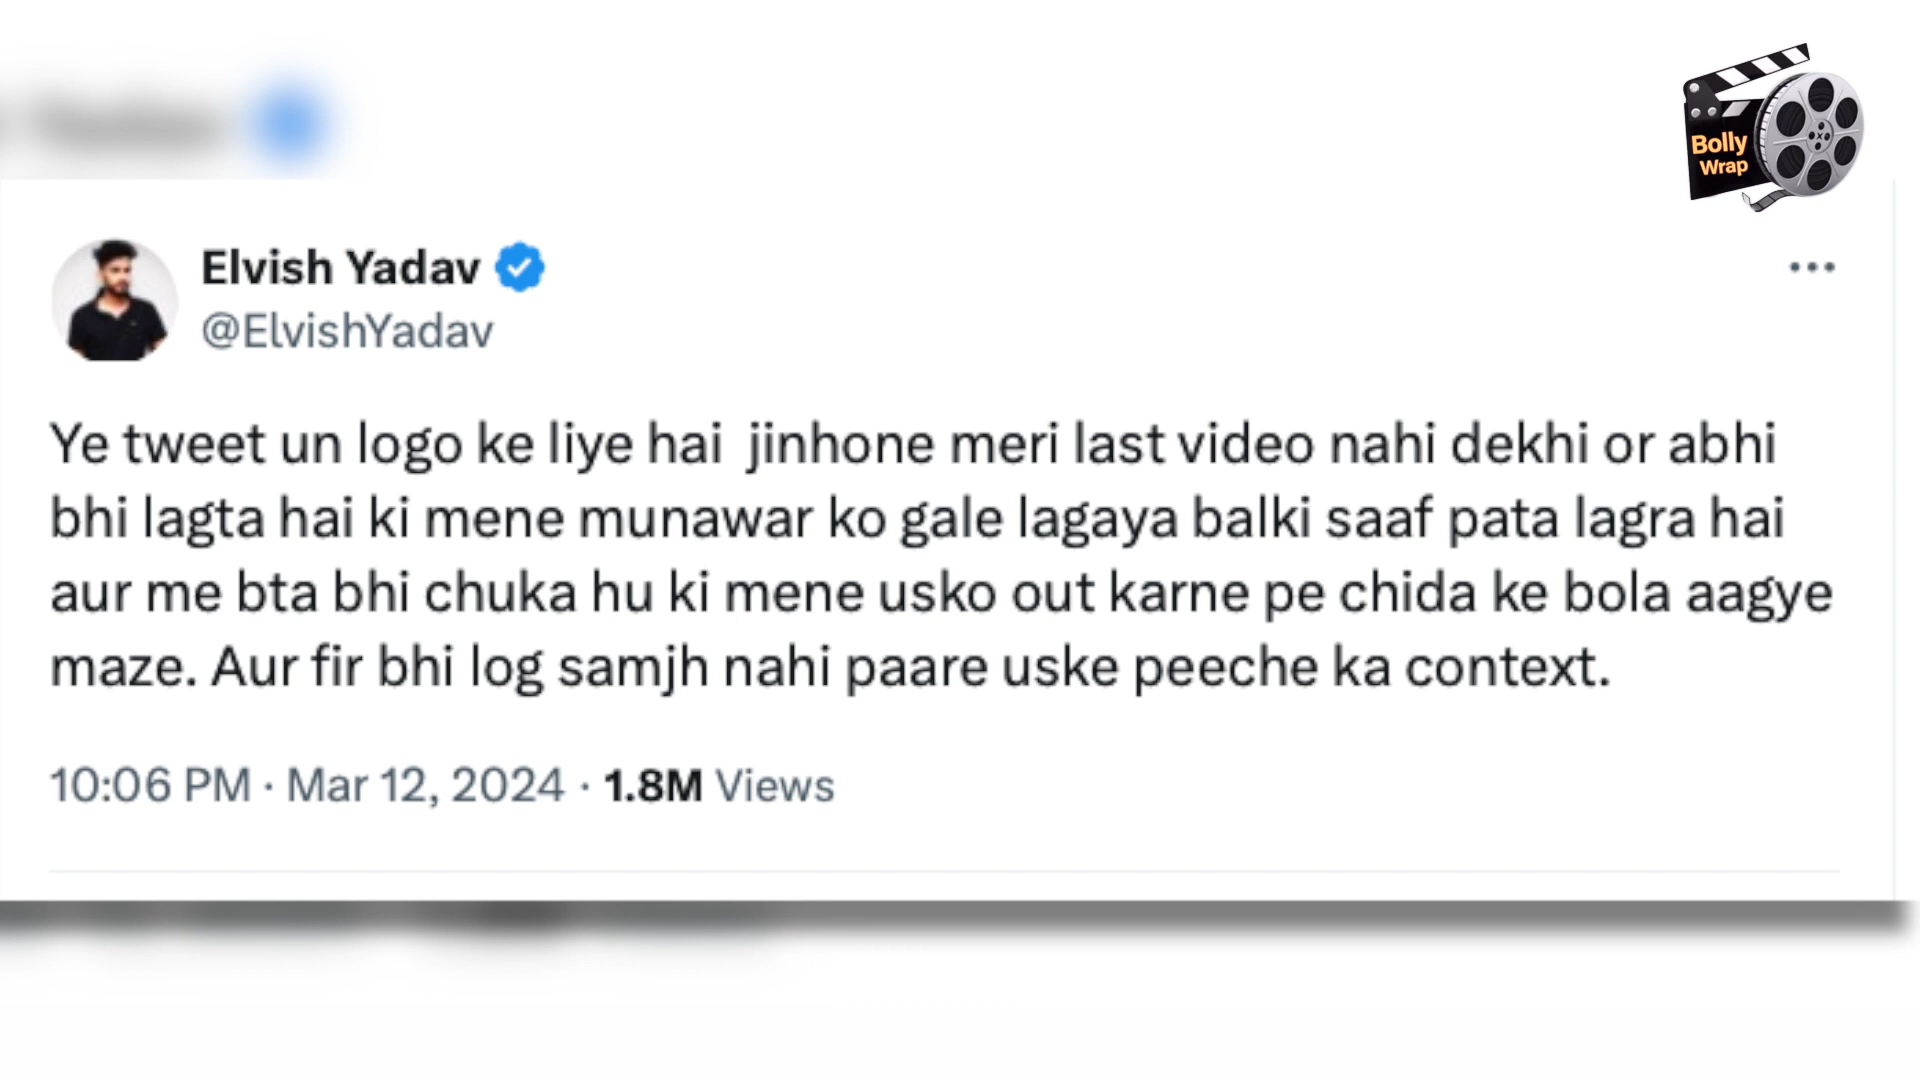 Bolly
Wrap
Elvish Yadav
@ElvishYadav
Ye tweet un logo ke liye hai jinhone meri last video nahi dekhi or abhi
bhi lagta hai ki mene munawar ko gale lagaya balki saaf pata lagra hai
aur me bta bhi chuka hu ki mene usko out karne pe chida ke bola aagye
maze. Aur fir bhi log samjh nahi paare uske peeche ka context.
10:06 PM · Mar 12, 2024 · 1.8M Views